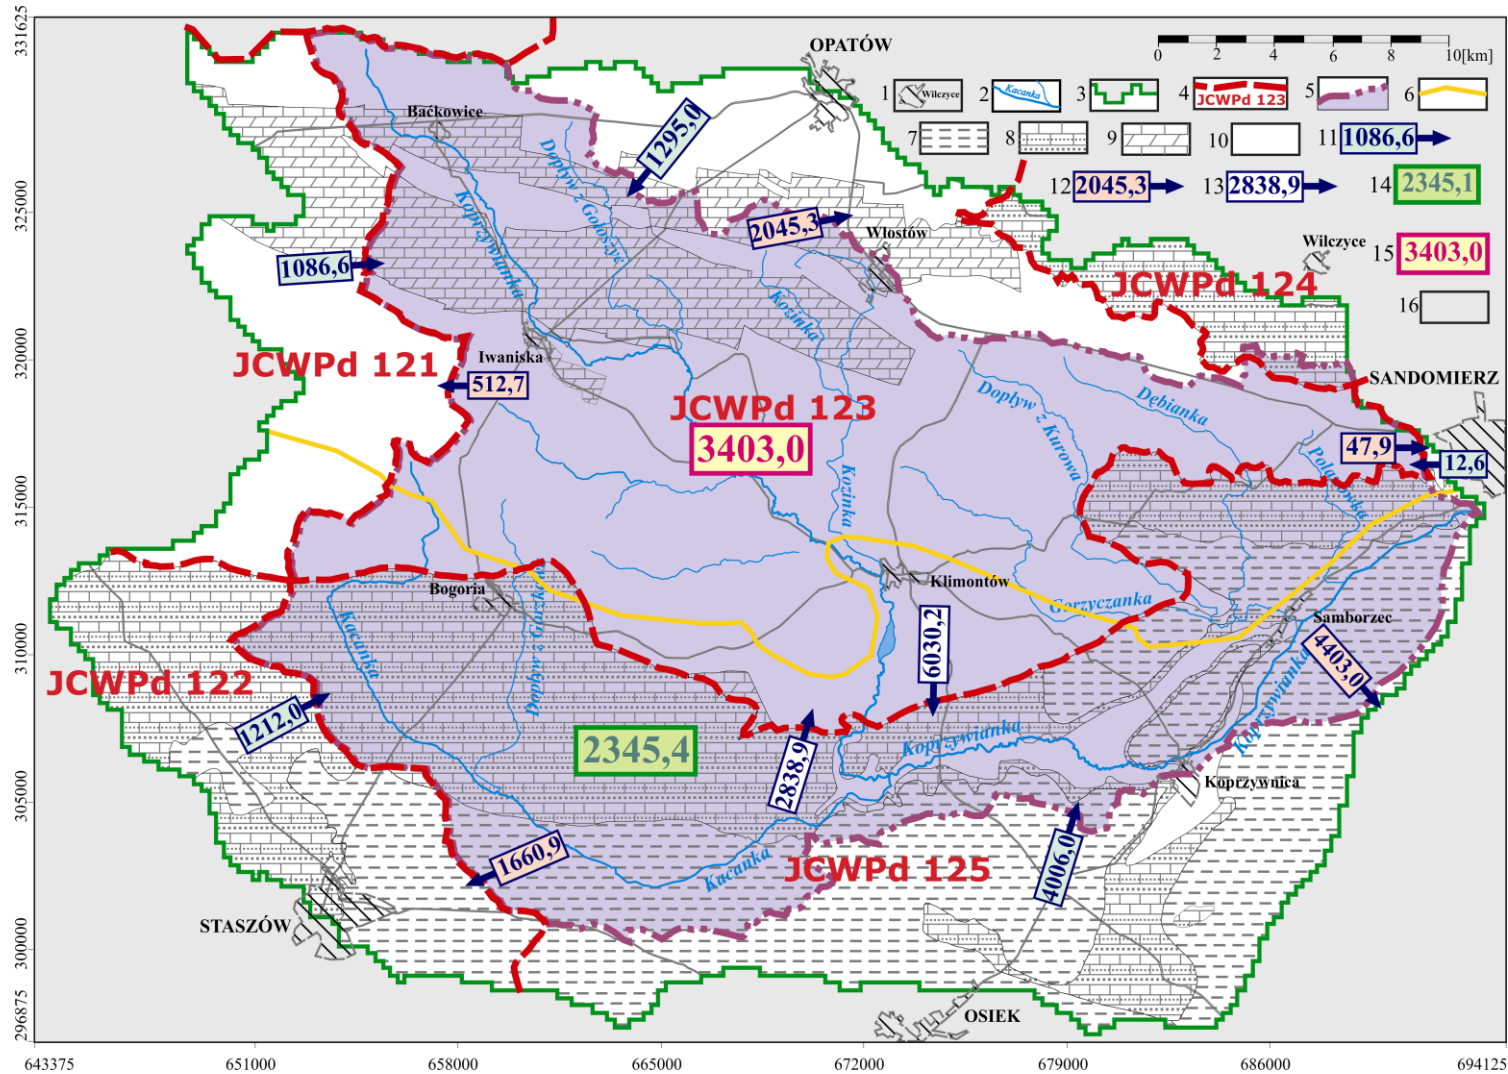 331625
325000
320000
315000
310000
305000
300000
296875
643375
651000
658000
665000
672000
679000
686000
694125
OPATÓW
0
2
4
6
8
10[km]
1
Wilczyce
2
Kacanka
3
4
JCWPd 123
5
6
7
8
9
10
11
1086,6
12
2045,3
13
2838,9
14
2345,1
15
3403,0
16
Baćkowice
1295,0
Dopływ z Gołoszyc
Koprzywianka
2045,3
Włostów
Wilczyce
1086,6
JCWPd 124
Kozinka
Iwaniska
JCWPd 121
512,7
SANDOMIERZ
JCWPd 123
3403,0
Dopływ z Kurowa
Dębianka
47,9
12,6
Polanówka
Kozinka
Bogoria
Dopływ z Gorzkowa
Klimontów
Gorzyczanka
Samborzec
Kacanka
6030,2
4403,0
JCWPd 122
1212,0
2345,4
2838,9
Koprzywianka
Koprzywianka
Koprzywnica
1660,9
Kacanka
JCWPd 125
4006,0
STASZÓW
OSIEK